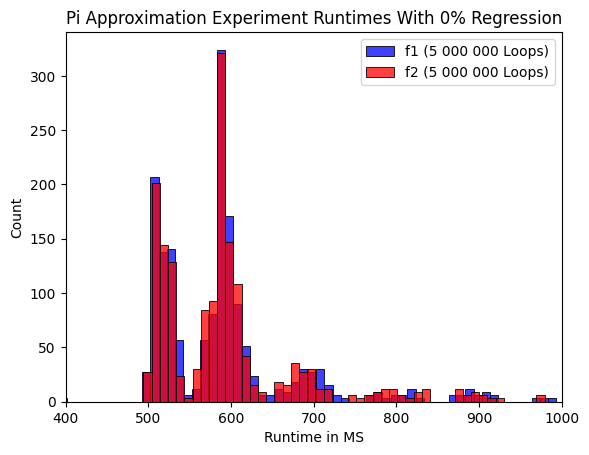 Pi Approximation Experiment Runtimes With 0% Regression
f1 (5 000 000 Loops)
f2 (5 000 000 Loops)
300
250
200
150
100
50
0
Count
400
500
600
700
800
900
1000
Runtime in MS